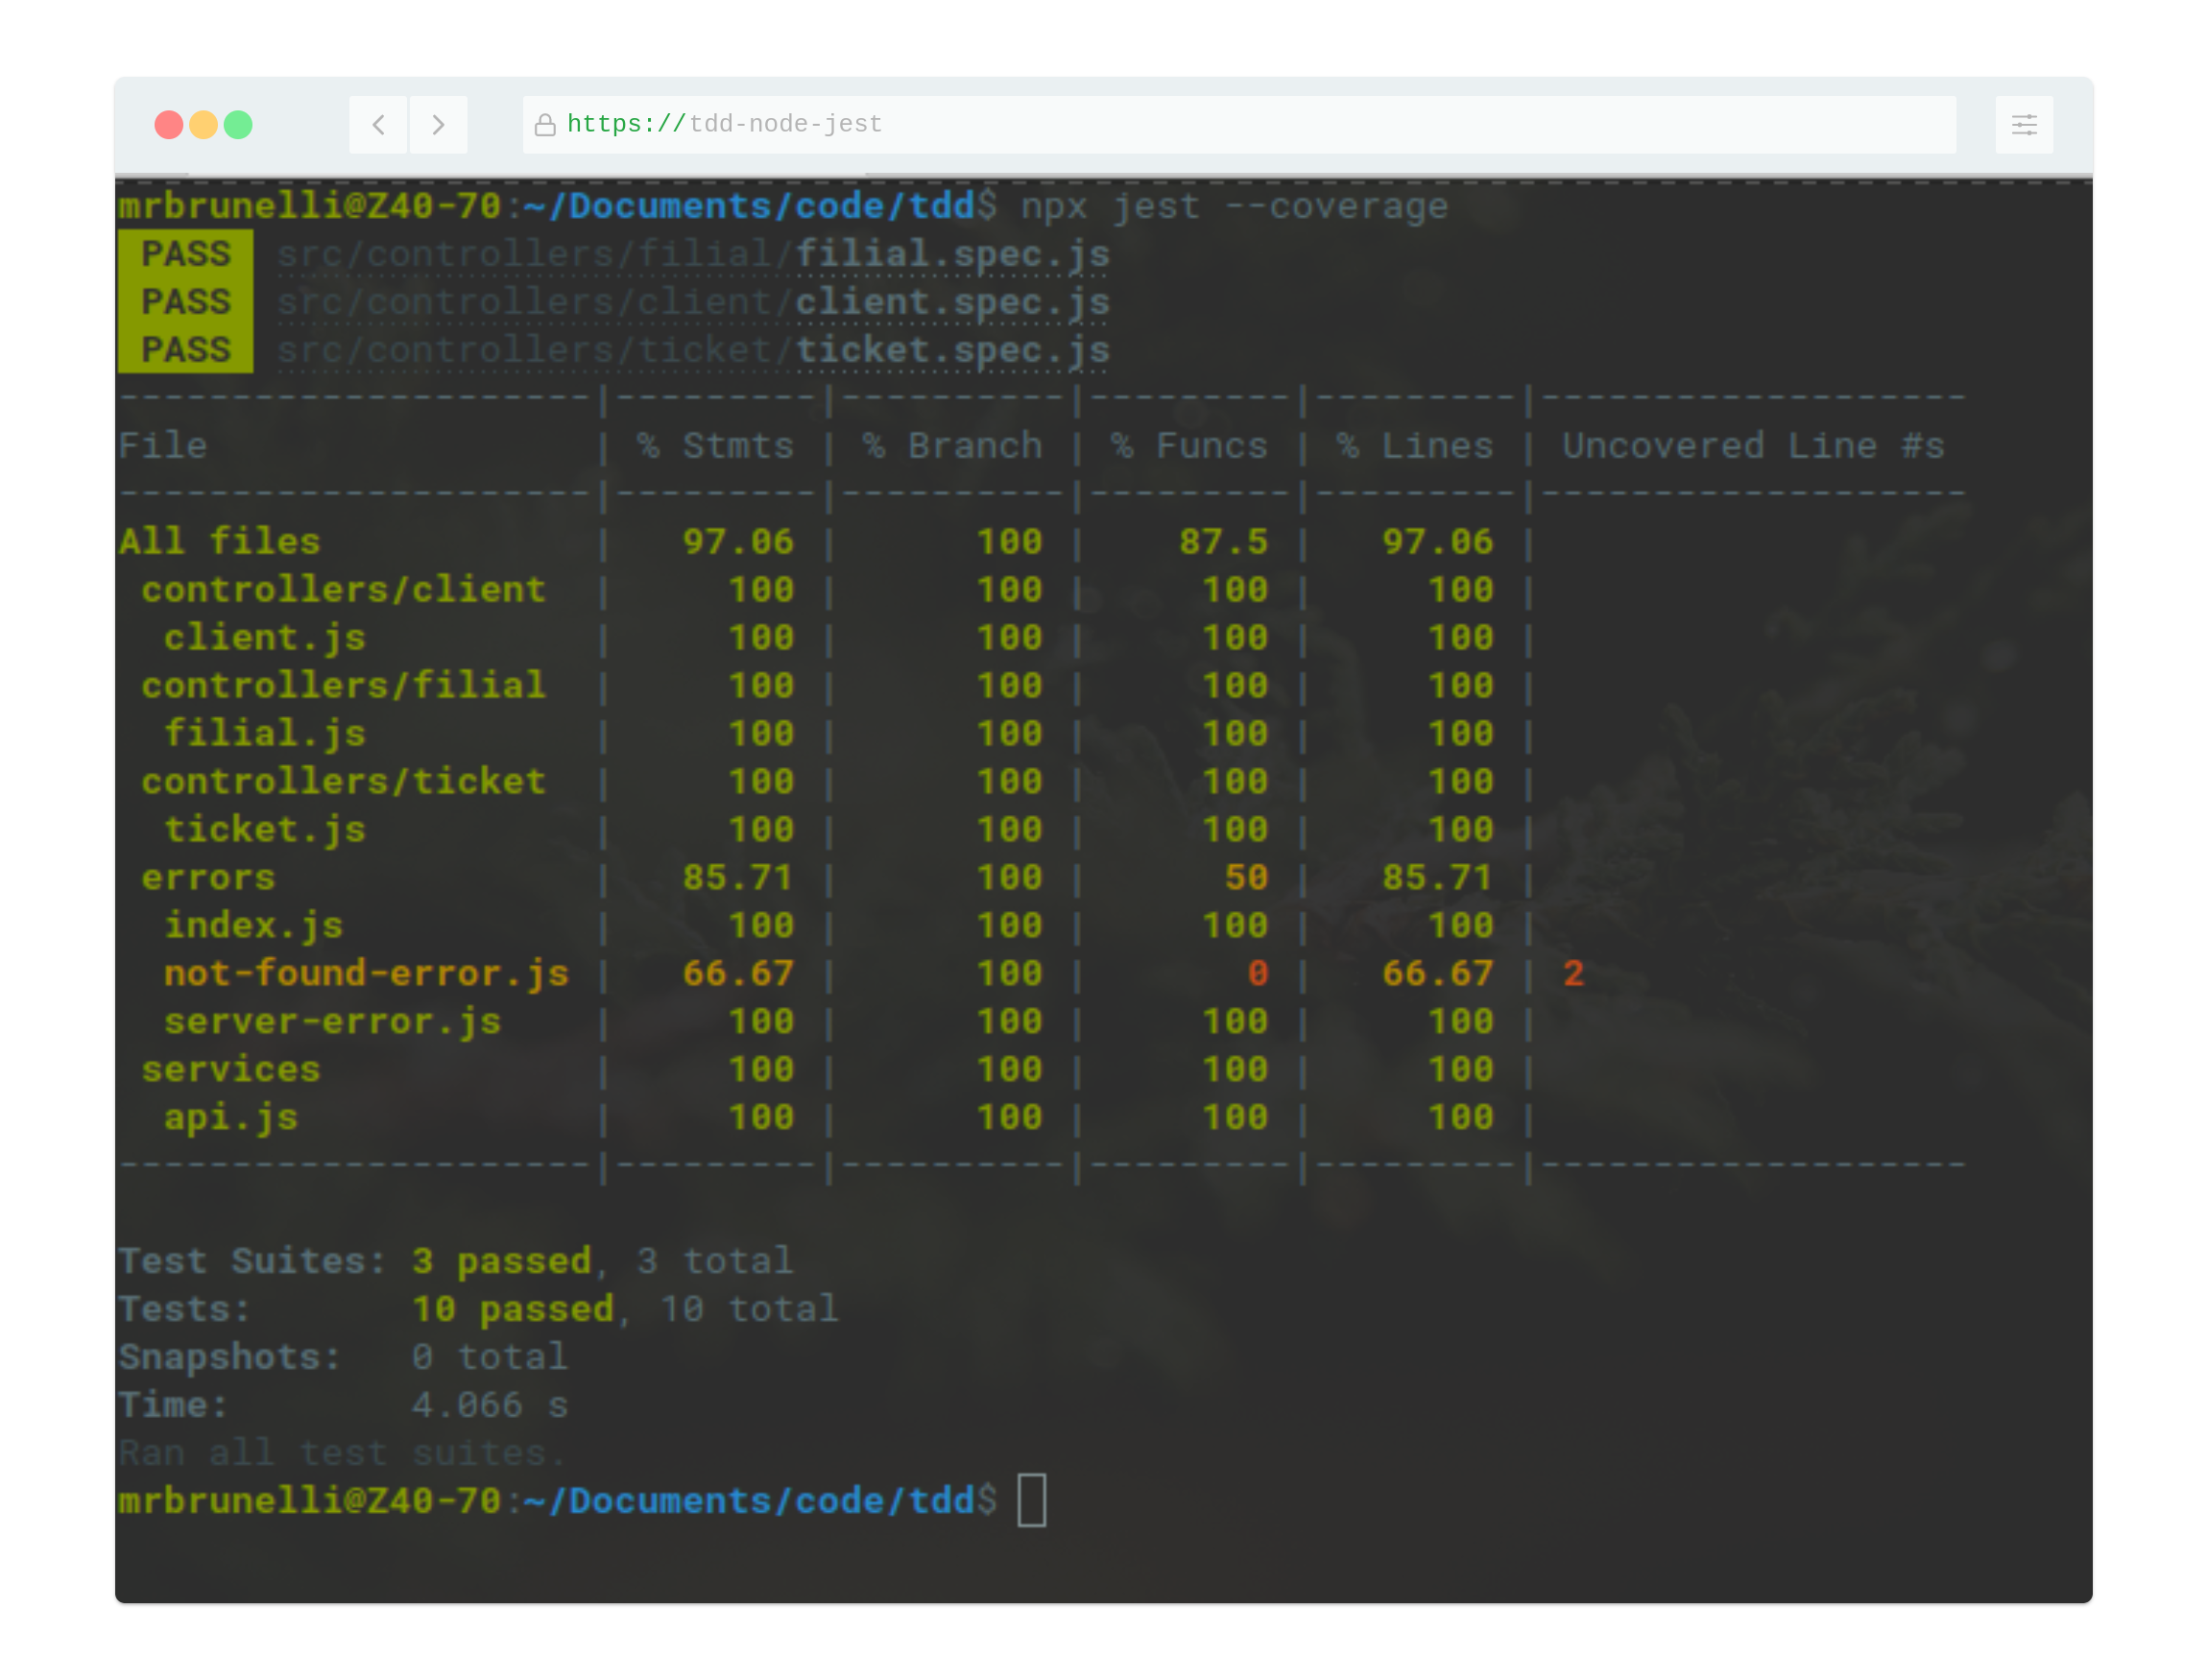 https://tdd-node-jest
mrbrunelli@Z40-70:~/Documents/code/tdd$ npx jest --coverage
PASS src/controllers/filial/filial.spec.js
PASS src/controllers/client/client.spec.js
PASS src/controllers/ticket/ticket.spec.js
---------------------|---------|----------|---------|---------|-------------------
File                 | % Stmts | % Branch | % Funcs | % Lines | Uncovered Line #s
---------------------|---------|----------|---------|---------|-------------------
All files            |   97.06 |      100 |    87.5 |   97.06 |
 controllers/client  |     100 |      100 |     100 |     100 |
  client.js          |     100 |      100 |     100 |     100 |
 controllers/filial  |     100 |      100 |     100 |     100 |
  filial.js          |     100 |      100 |     100 |     100 |
 controllers/ticket  |     100 |      100 |     100 |     100 |
  ticket.js          |     100 |      100 |     100 |     100 |
 errors              |   85.71 |      100 |      50 |   85.71 |
  index.js           |     100 |      100 |     100 |     100 |
  not-found-error.js |   66.67 |      100 |       0 |   66.67 | 2
  server-error.js    |     100 |      100 |     100 |     100 |
 services            |     100 |      100 |     100 |     100 |
  api.js             |     100 |      100 |     100 |     100 |
---------------------|---------|----------|---------|---------|-------------------
Test Suites: 3 passed, 3 total
Tests:       10 passed, 10 total
Snapshots:   0 total
Time:        4.066 s
Ran all test suites.
mrbrunelli@Z40-70:~/Documents/code/tdd$